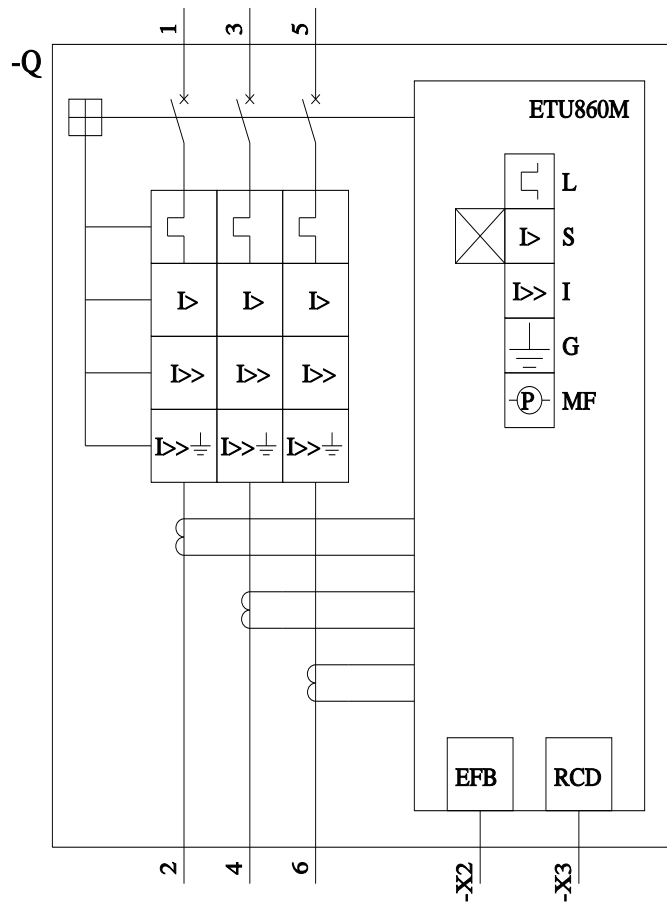 1 3 5
-Q
ETU860M
L
I> S
I> I> I>
I>> I
I>> I>> I>>
G
P MF
I>> I>> I>>
EFB RCD
2 4 6 -X2 -X3